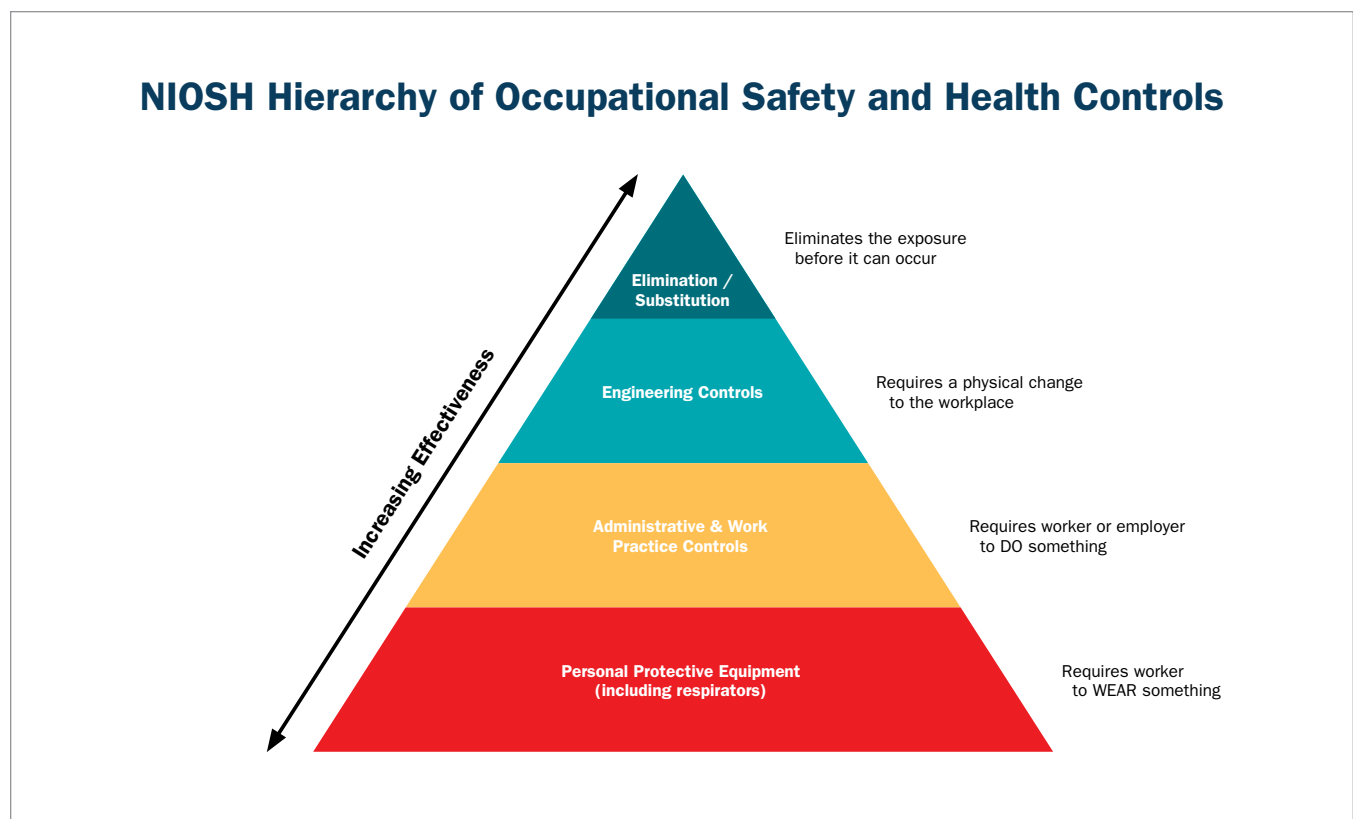 NIOSH Hierarchy of Occupational Safety and Health Controls
Increasing Effectiveness
Elimination /
Substitution
Eliminates the exposure
before it can occur
Engineering Controls
Requires a physical change
to the workplace
Administrative & Work
Practice Controls
Requires worker or employer
to DO something
Personal Protective Equipment
(including respirators)
Requires worker
to WEAR something